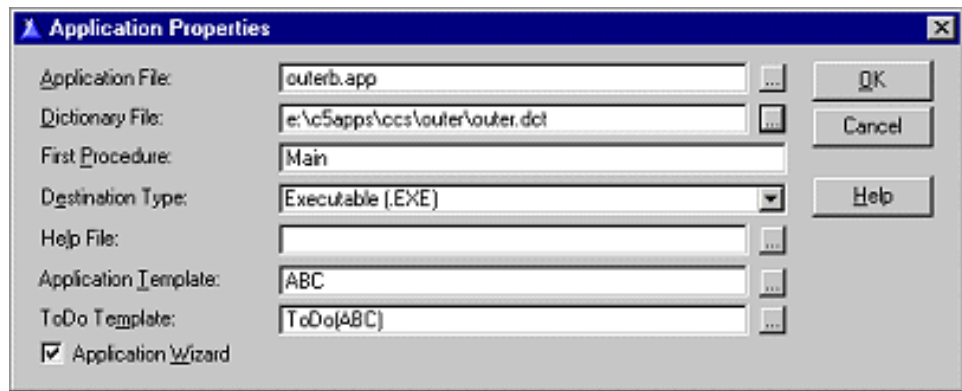 Application Properties
Application File: outerb.app ... OK
Dictionary File: e:\c5apps\ccs\outer\outer.dct ... Cancel
First Procedure: Main
Destination Type: Executable (.EXE) Help
Help File: ...
Application Template: ABC ...
ToDo Template: ToDo(ABC) ...
Application Wizard